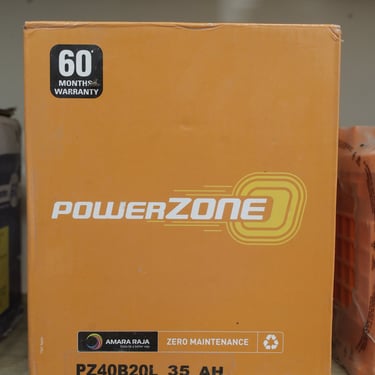 60
MONTHS
WARRANTY
POWERZONE
AMARA RAJA
ZERO MAINTENANCE
PZ40B20L 35 AH